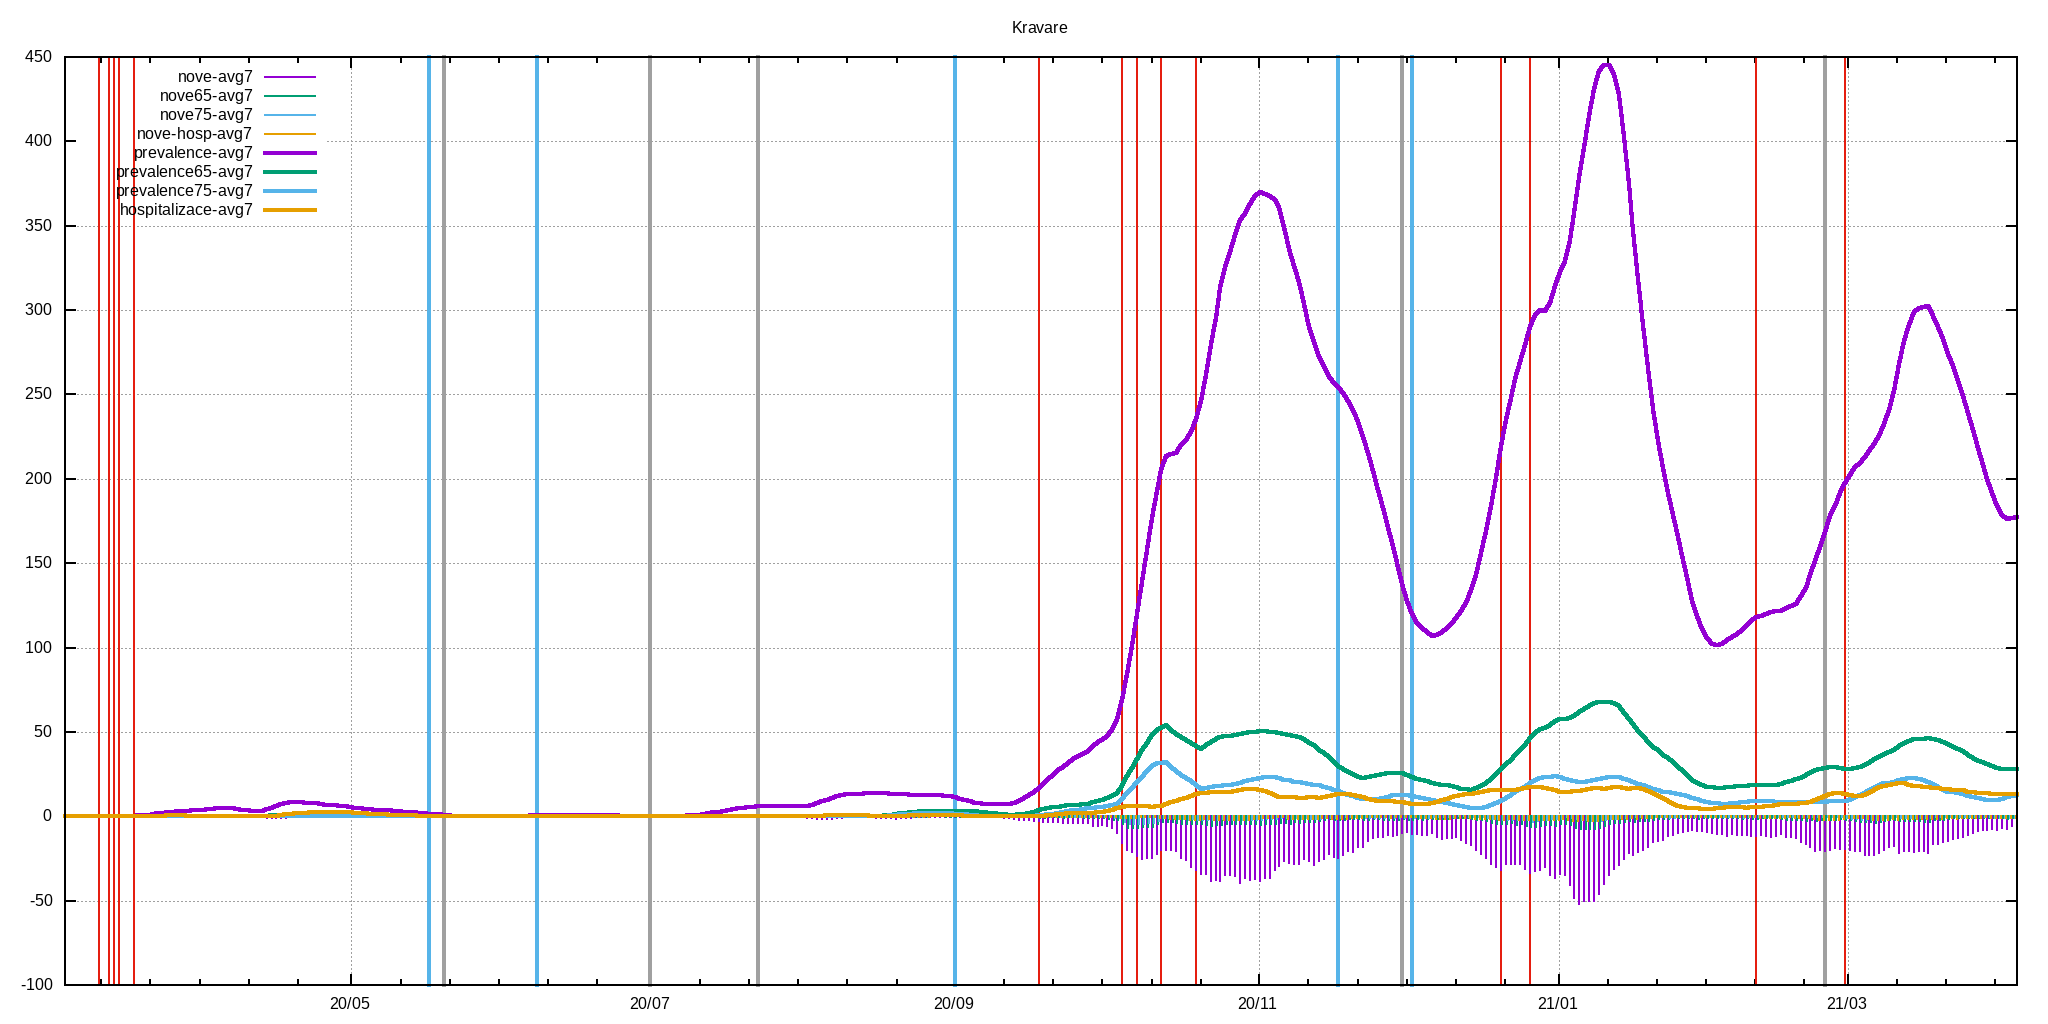 Kravare
450
400
350
300
250
200
150
100
50
0
-50
-100
nove-avg7
nove65-avg7
nove75-avg7
nove-hosp-avg7
prevalence-avg7
prevalence65-avg7
prevalence75-avg7
hospitalizace-avg7
20/05 20/07 20/09 20/11 21/01 21/03